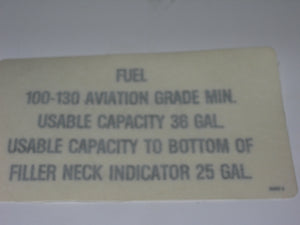 FUEL
100-130 AVIATION GRADE MIN.
USABLE CAPACITY 36 GAL.
USABLE CAPACITY TO BOTTOM OF
FILLER NECK INDICATOR 25 GAL.